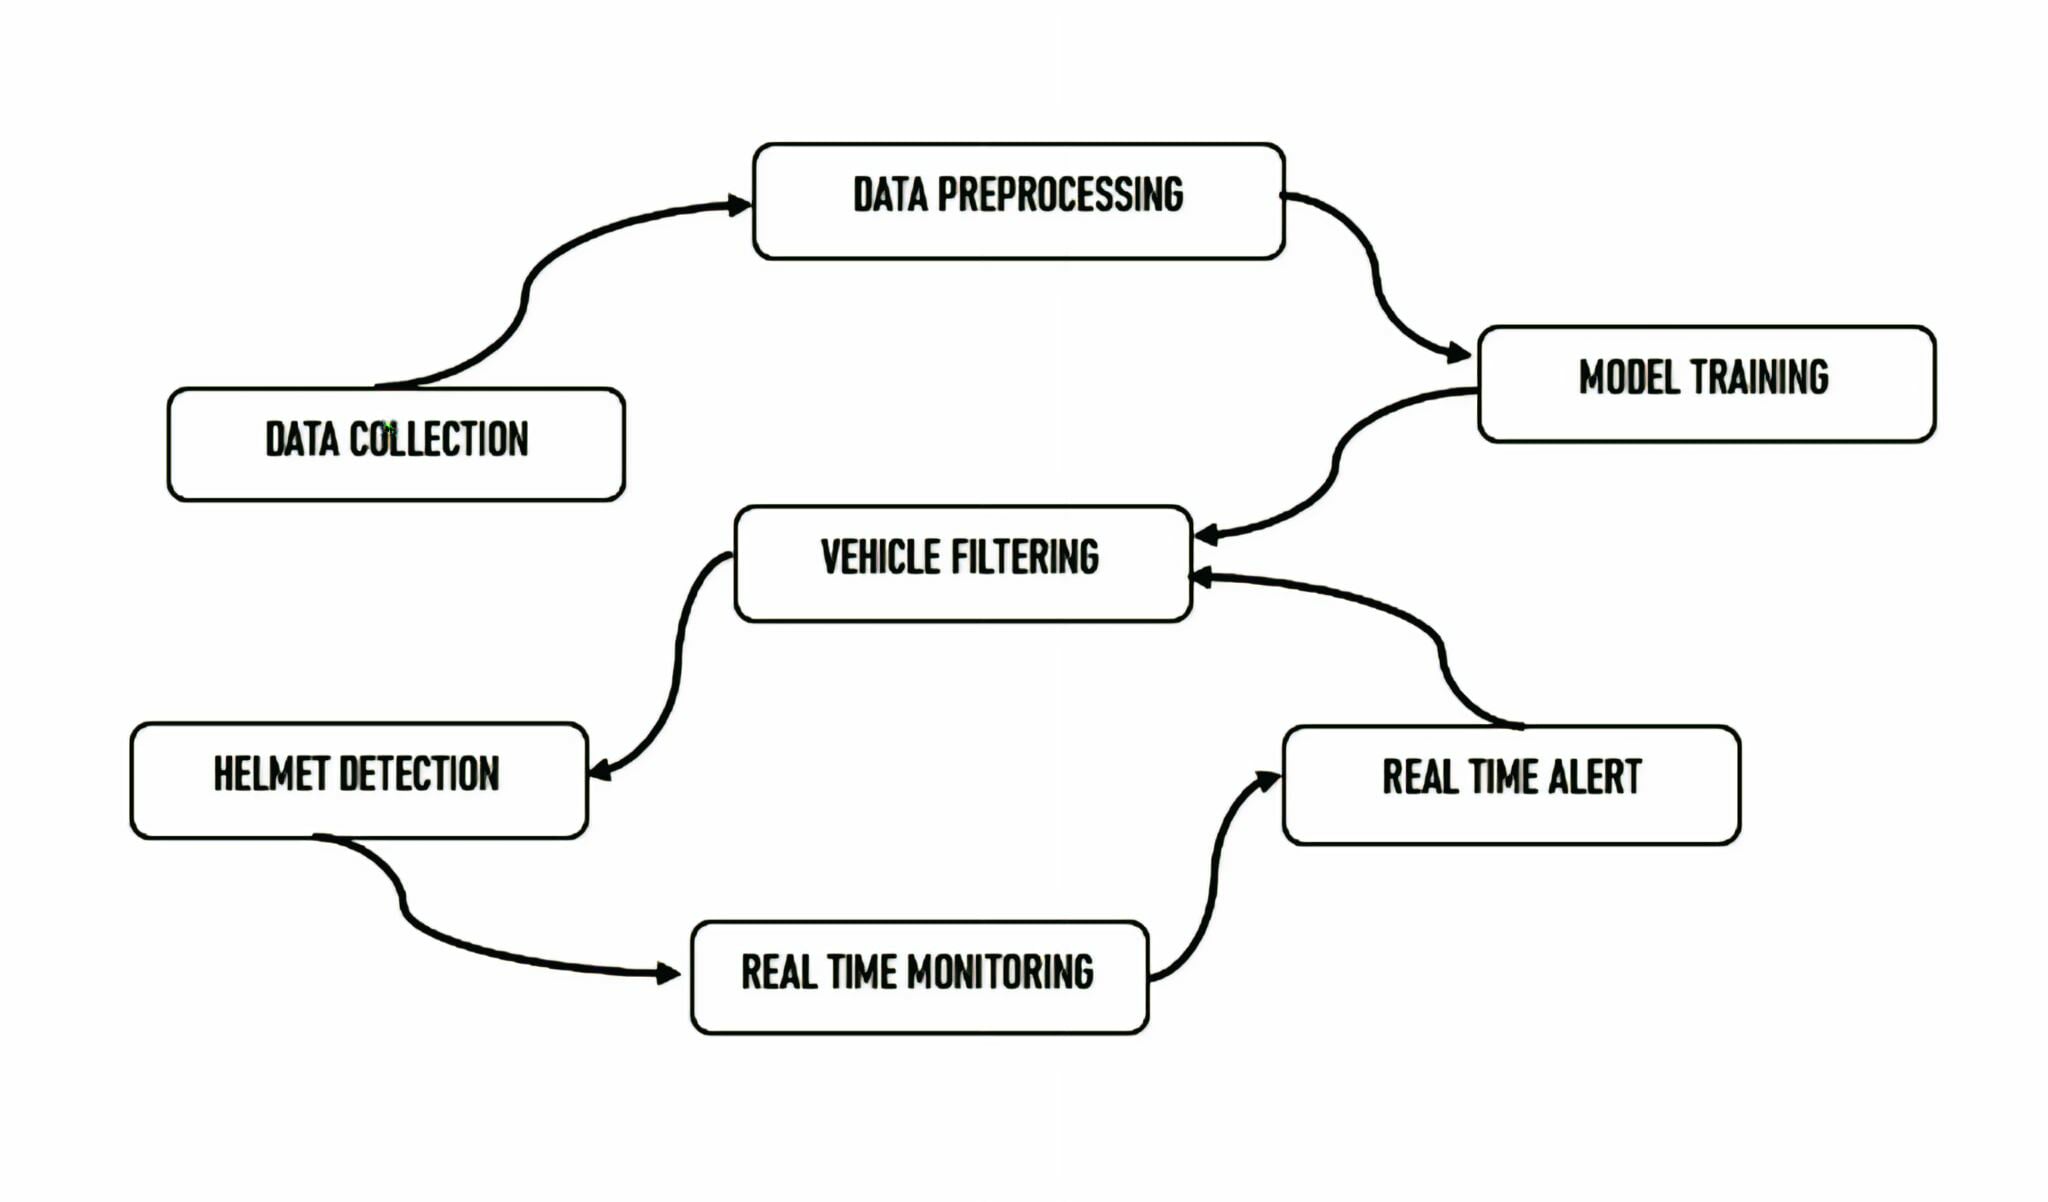 DATA PREPROCESSING
MODEL TRAINING
DATA COLLECTION
VEHICLE FILTERING
HELMET DETECTION
REAL TIME ALERT
REAL TIME MONITORING